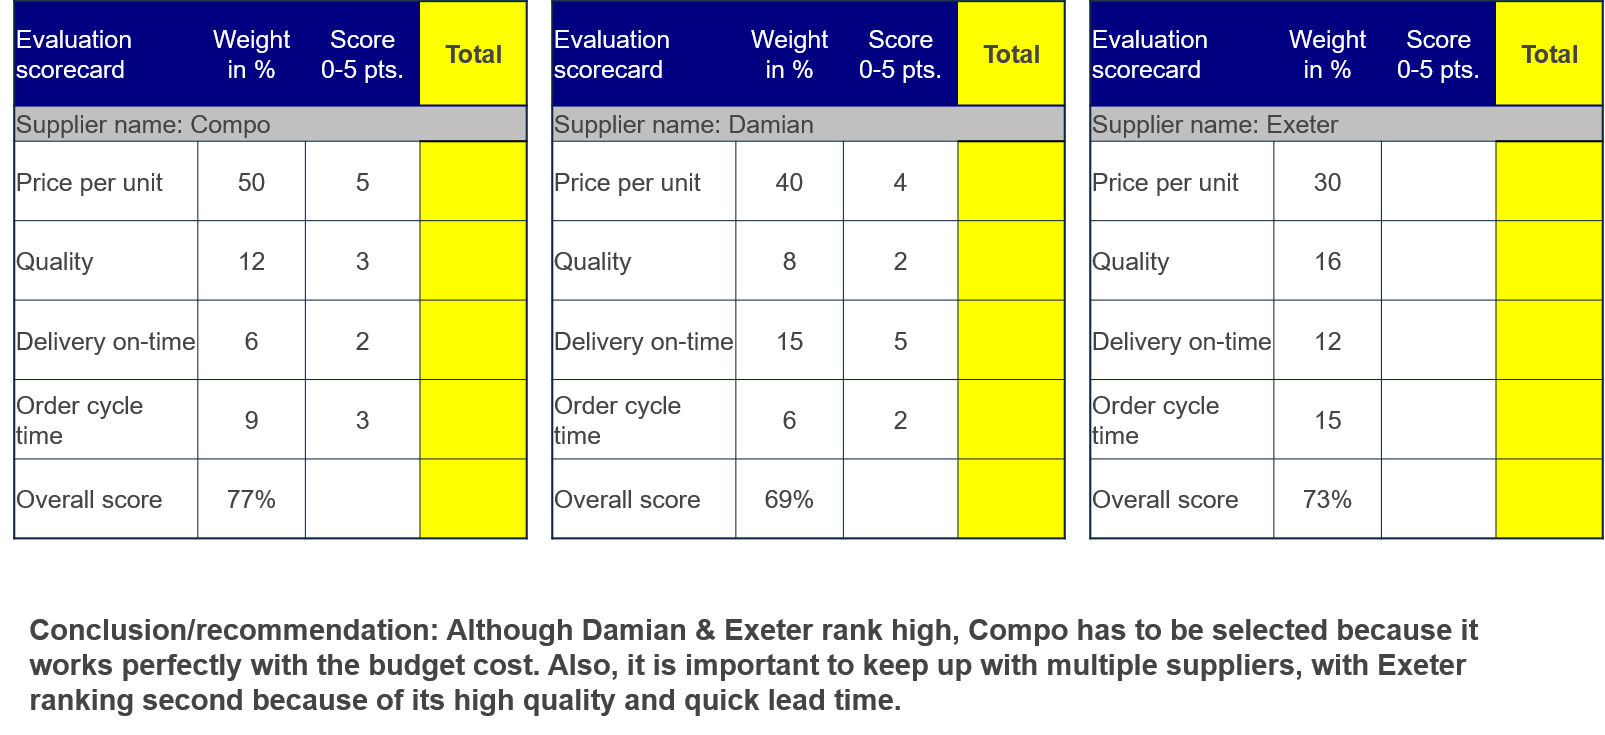 Evaluation scorecard Weight in % Score 0-5 pts. Total
Supplier name: Compo
Price per unit 50 5
Quality 12 3
Delivery on-time 6 2
Order cycle time 9 3
Overall score 77%
Evaluation scorecard Weight in % Score 0-5 pts. Total
Supplier name: Damian
Price per unit 40 4
Quality 8 2
Delivery on-time 15 5
Order cycle time 6 2
Overall score 69%
Evaluation scorecard Weight in % Score 0-5 pts. Total
Supplier name: Exeter
Price per unit 30
Quality 16
Delivery on-time 12
Order cycle time 15
Overall score 73%
Conclusion/recommendation: Although Damian & Exeter rank high, Compo has to be selected because it
works perfectly with the budget cost. Also, it is important to keep up with multiple suppliers, with Exeter
ranking second because of its high quality and quick lead time.